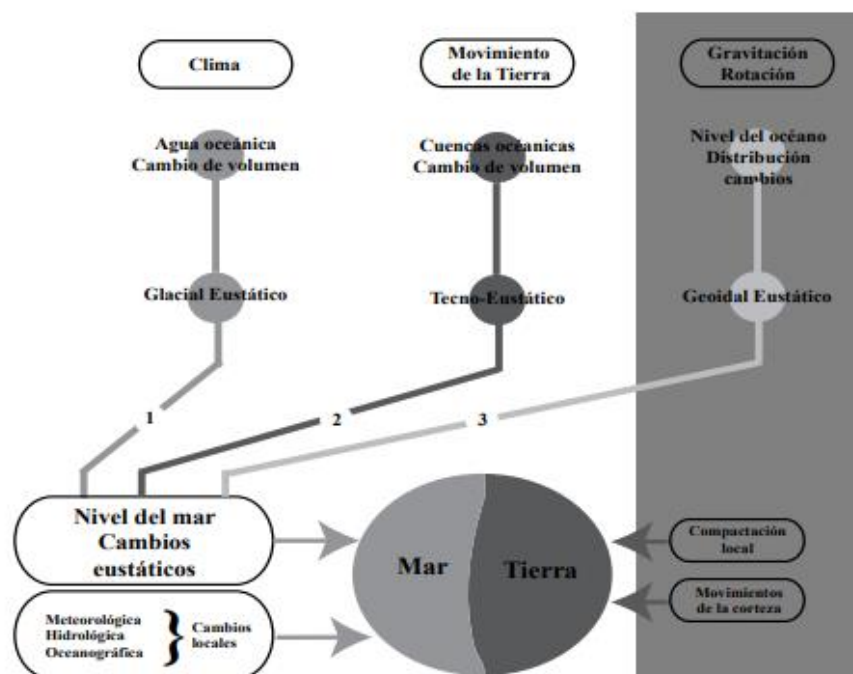 Clima
Movimiento
de la Tierra
Gravitación
Rotación
Agua oceánica
Cambio de volumen
Cuencas océanicas
Cambio de volumen
Nivel del océano
Distribución
cambios
Glacial Eustático
Tecno-Eustático
Geoidal Eustático
1
2
3
Nivel del mar
Cambios
eustáticos
Mar
Tierra
Compactación
local
Movimientos
de la corteza
Meteorológica
Hidrológica
Oceanográfica
}
Cambios
locales